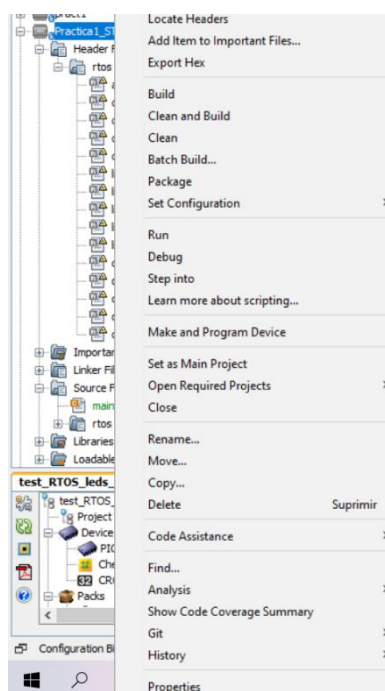 pract1
Practica1_ST
Header F
rtos
Importar
Linker Fil
Source F
main
rtos
Libraries
Loadable
test_RTOS_leds_
test_RTOS_
Project
Device
PIC
Che
CRC
Packs
Configuration Bi
Locate Headers
Add Item to Important Files...
Export Hex
Build
Clean and Build
Clean
Batch Build...
Package
Set Configuration
Run
Debug
Step into
Learn more about scripting...
Make and Program Device
Set as Main Project
Open Required Projects
Close
Rename...
Move...
Copy...
Delete Suprimir
Code Assistance
Find...
Analysis
Show Code Coverage Summary
Git
History
Properties